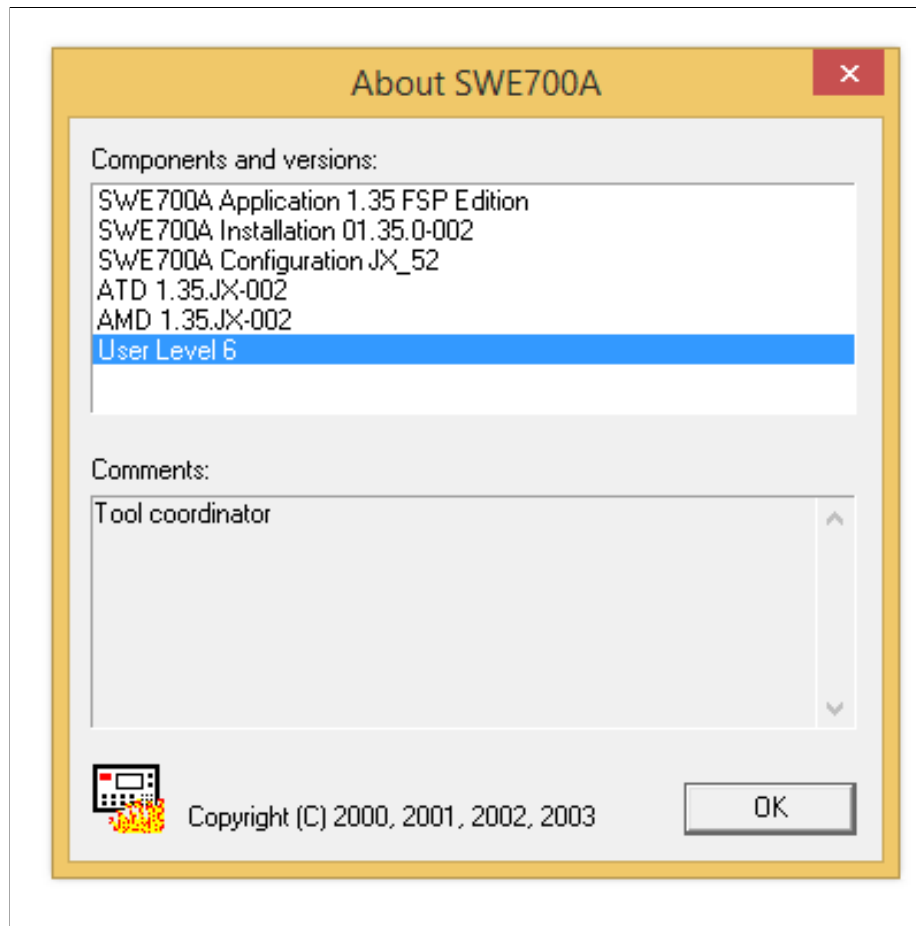 About SWE700A
Components and versions:
SWE700A Application 1.35 FSP Edition
SWE700A Installation 01.35.0-002
SWE700A Configuration JX_52
ATD 1.35.JX-002
AMD 1.35.JX-002
User Level 6
Comments:
Tool coordinator
Copyright (C) 2000, 2001, 2002, 2003
OK